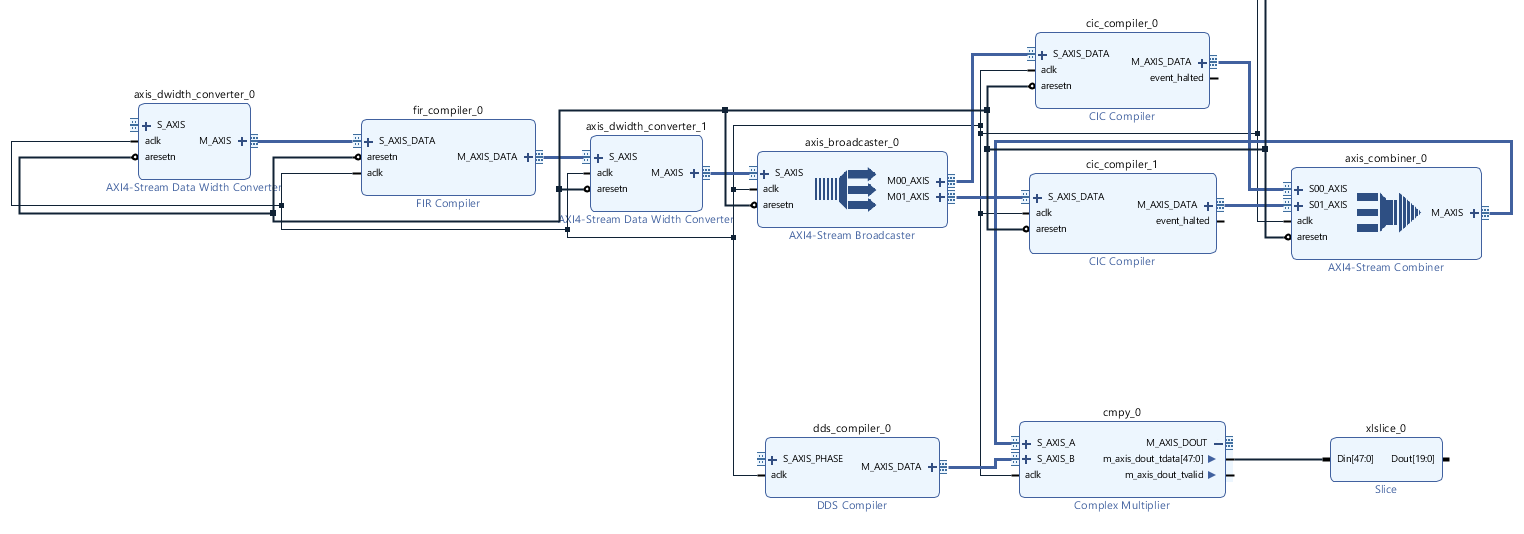 axis_dwidth_converter_0
S_AXIS
aclk
aresetn
M_AXIS
AXI4-Stream Data Width Converter
fir_compiler_0
S_AXIS_DATA
aresetn
aclk
M_AXIS_DATA
FIR Compiler
axis_dwidth_converter_1
S_AXIS
aclk
aresetn
M_AXIS
AXI4-Stream Data Width Converter
axis_broadcaster_0
S_AXIS
aclk
aresetn
M00_AXIS
M01_AXIS
AXI4-Stream Broadcaster
cic_compiler_0
S_AXIS_DATA
aclk
aresetn
M_AXIS_DATA
event_halted
CIC Compiler
cic_compiler_1
S_AXIS_DATA
aclk
aresetn
M_AXIS_DATA
event_halted
CIC Compiler
axis_combiner_0
S00_AXIS
S01_AXIS
aclk
aresetn
M_AXIS
AXI4-Stream Combiner
dds_compiler_0
S_AXIS_PHASE
aclk
M_AXIS_DATA
DDS Compiler
cmpy_0
S_AXIS_A
S_AXIS_B
aclk
M_AXIS_DOUT
m_axis_dout_tdata[47:0]
m_axis_dout_tvalid
Complex Multiplier
xlslice_0
Din[47:0] Dout[19:0]
Slice